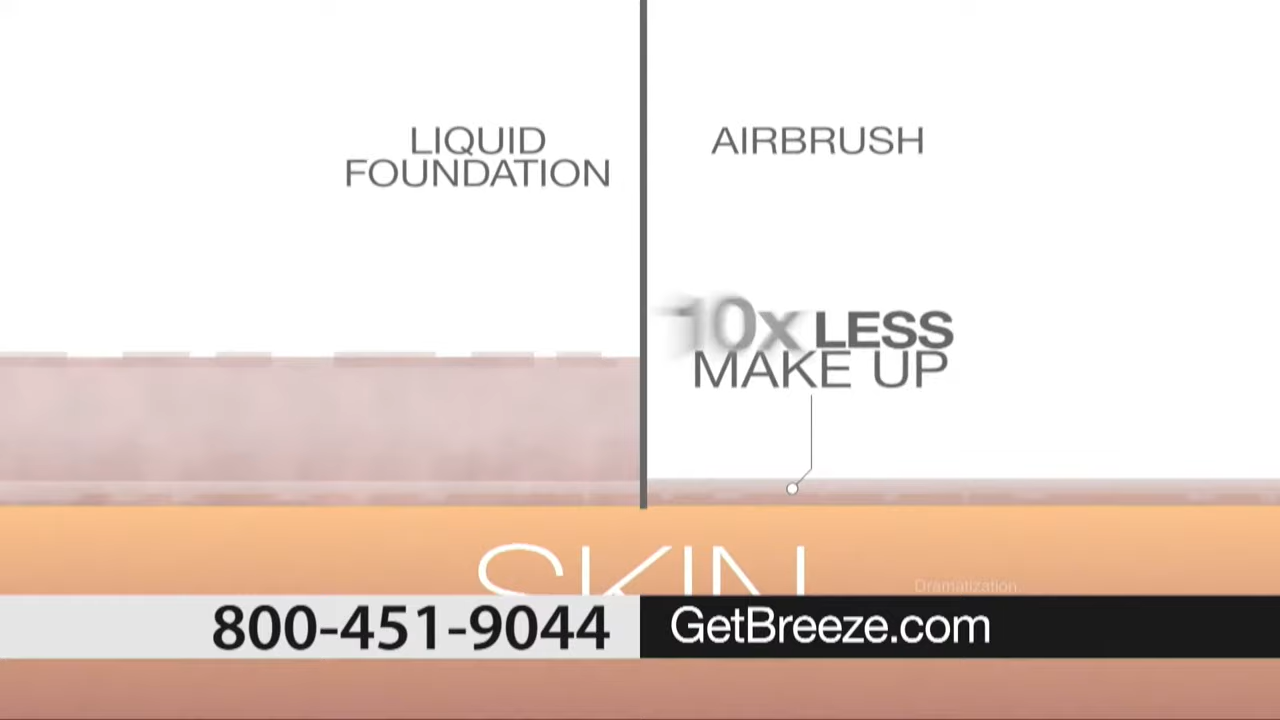 LIQUID
FOUNDATION
AIRBRUSH
10X LESS
MAKE UP
SKIN
Dramatization
800-451-9044
GetBreeze.com